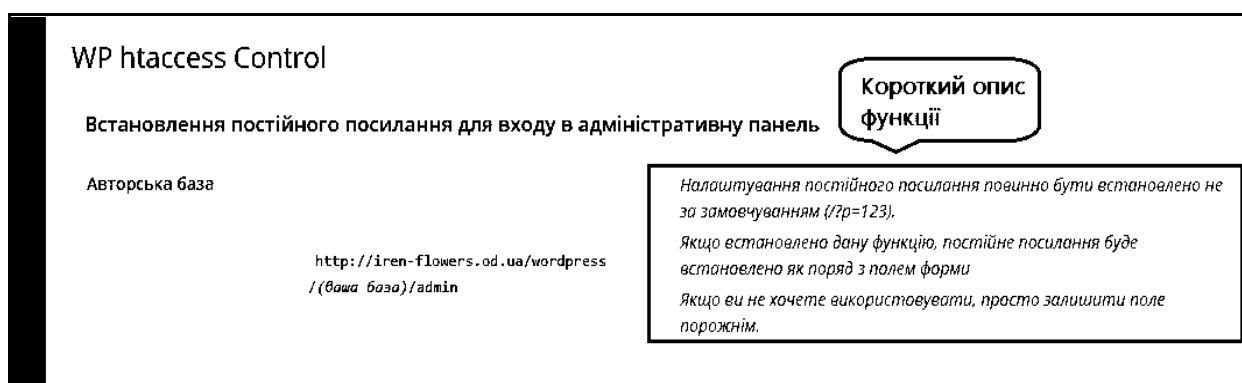 WP htaccess Control
Короткий опис
функції
Встановлення постійного посилання для входу в адміністративну панель
Авторська база
http://iren-flowers.od.ua/wordpress
/(ваша база)/admin
Налаштування постійного посилання повинно бути встановлено не
за замовчуванням (/?p=123).
Якщо встановлено дану функцію, постійне посилання буде
встановлено як поряд з полем форми
Якщо ви не хочете використовувати, просто залишити поле
порожнім.